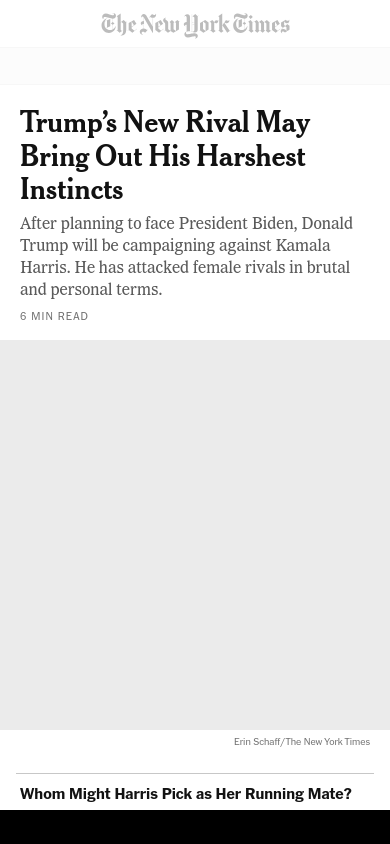 The New York Times
Trump's New Rival May
Bring Out His Harshest
Instincts
After planning to face President Biden, Donald
Trump will be campaigning against Kamala
Harris. He has attacked female rivals in brutal
and personal terms.
6 MIN READ
Erin Schaff/The New York Times
Whom Might Harris Pick as Her Running Mate?